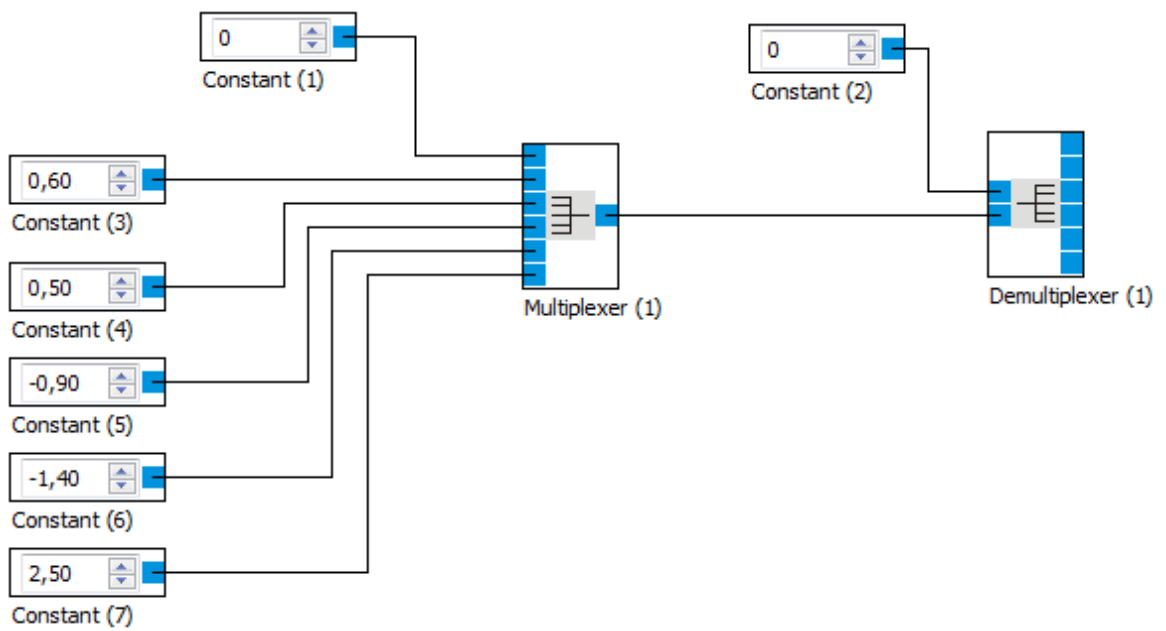 0
Constant (1)
0
Constant (2)
0,60
Constant (3)
0,50
Constant (4)
Multiplexer (1)
Demultiplexer (1)
-0,90
Constant (5)
-1,40
Constant (6)
2,50
Constant (7)